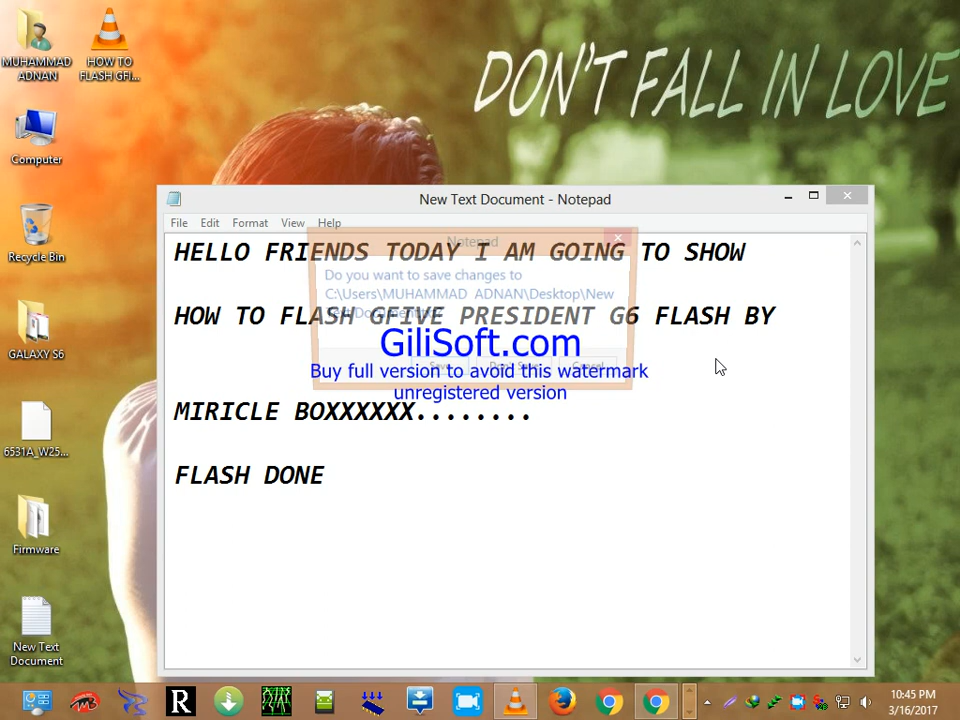 DON'T FALL IN LOVE
MUHAMMAD
ADNAN
HOW TO
FLASH GFI...
Computer
Recycle Bin
GALAXY S6
6531A_W25...
Firmware
New Text
Document
New Text Document - Notepad
File Edit Format View Help
HELLO FRIENDS TODAY I AM GOING TO SHOW
HOW TO FLASH GFIVE PRESIDENT G6 FLASH BY
MIRICLE BOXXXXXX........
FLASH DONE
Notepad
Do you want to save changes to
C:\Users\MUHAMMAD ADNAN\Desktop\New
GiliSoft.com
Buy full version to avoid this watermark
unregistered version
R
10:45 PM
3/16/2017